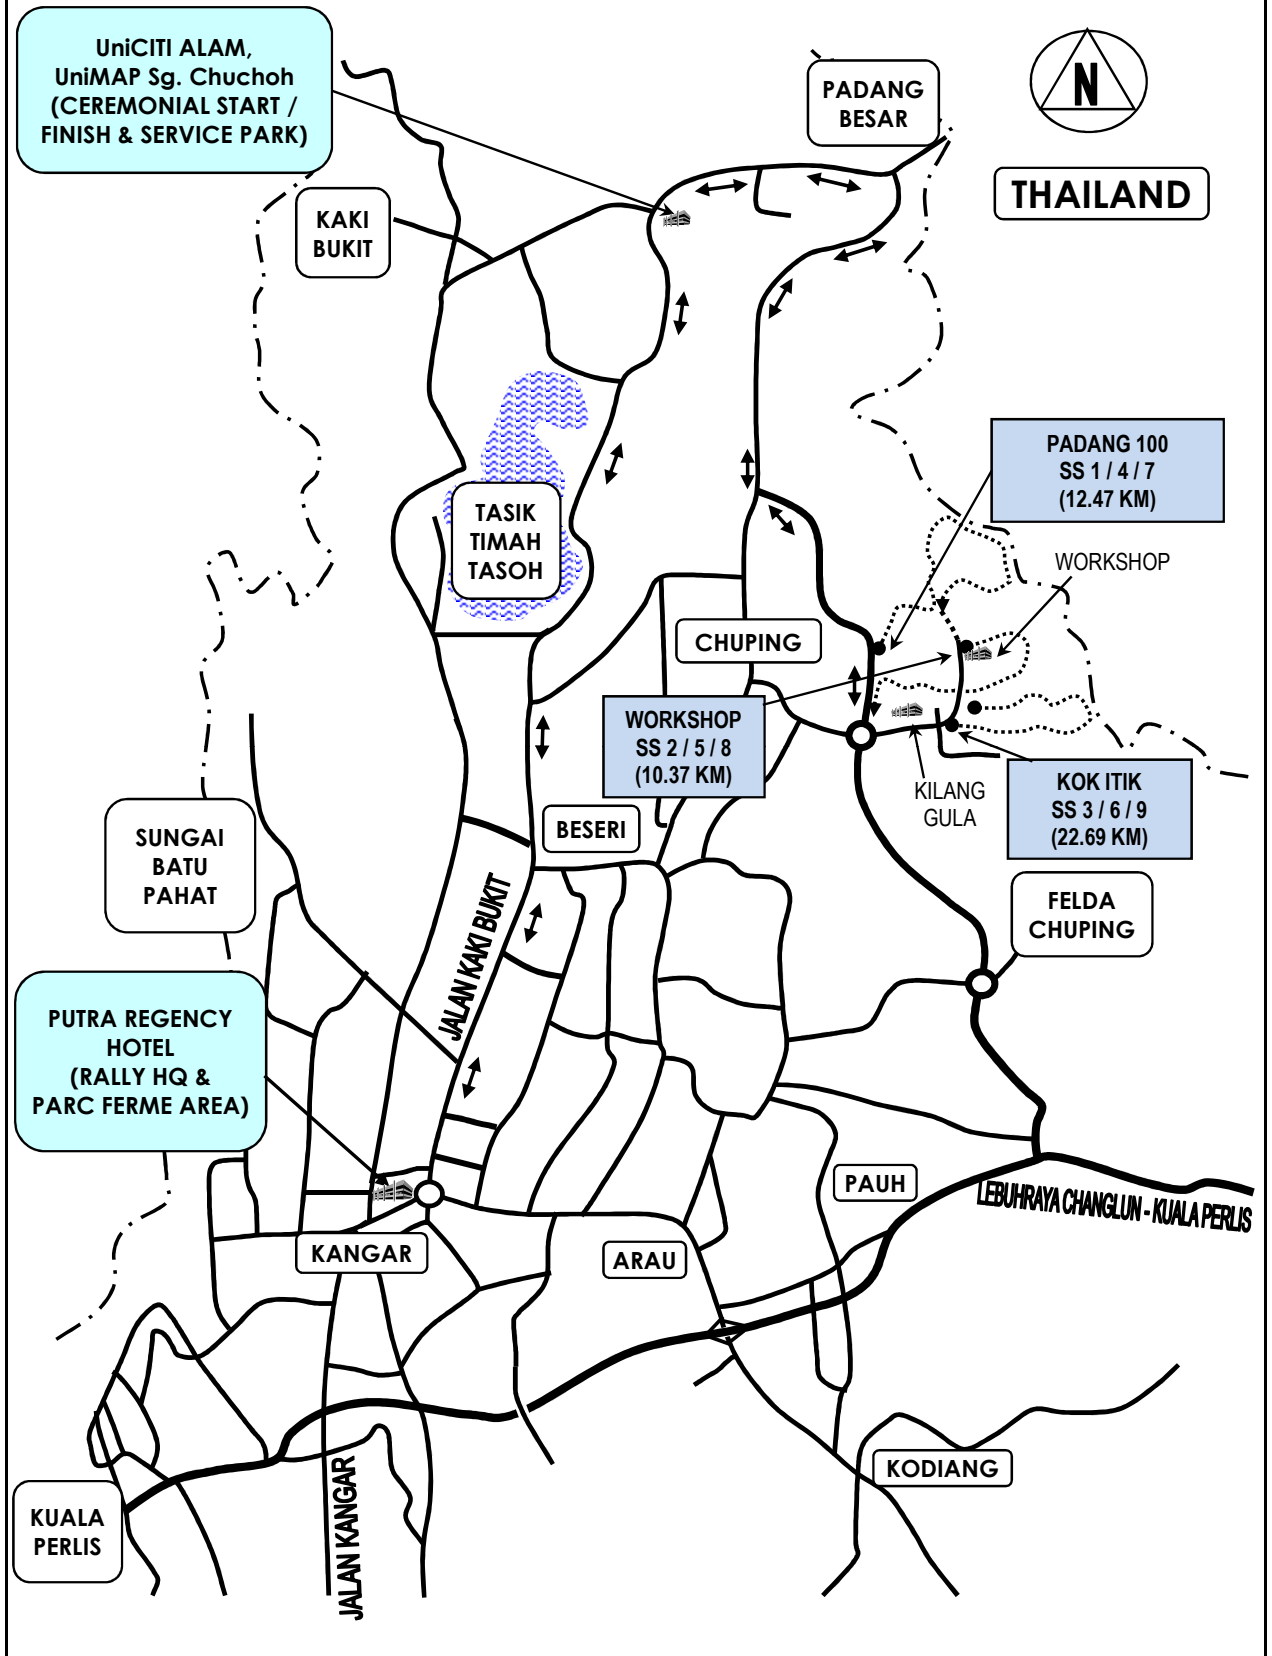 UniCITI ALAM,
UniMAP Sg. Chuchoh
(CEREMONIAL START /
FINISH & SERVICE PARK)
PADANG
BESAR
N
THAILAND
KAKI
BUKIT
PADANG 100
SS 1 / 4 / 7
(12.47 KM)
TASIK
TIMAH
TASOH
WORKSHOP
CHUPING
WORKSHOP
SS 2 / 5 / 8
(10.37 KM)
KILANG
GULA
KOK ITIK
SS 3 / 6 / 9
(22.69 KM)
BESERI
SUNGAI
BATU
PAHAT
JALAN KAKI BUKIT
FELDA
CHUPING
PUTRA REGENCY
HOTEL
(RALLY HQ &
PARC FERME AREA)
PAUH
LEBUHRAYA CHANGLUN - KUALA PERLIS
KANGAR
ARAU
KODIANG
KUALA
PERLIS
JALAN KANGAR